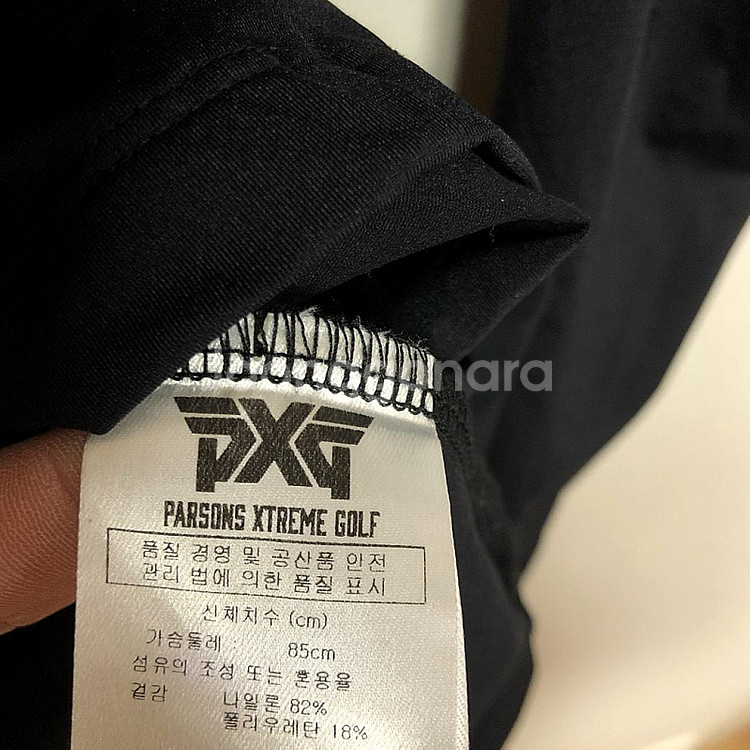 PXG
PARSONS XTREME GOLF
품질 경영 및 공산품 안전
관리 법에 의한 품질 표시
신체치수 (cm)
가슴둘레 : 85cm
섬유의 조성 또는 혼용율
겉감 나일론 82%
폴리우레탄 18%